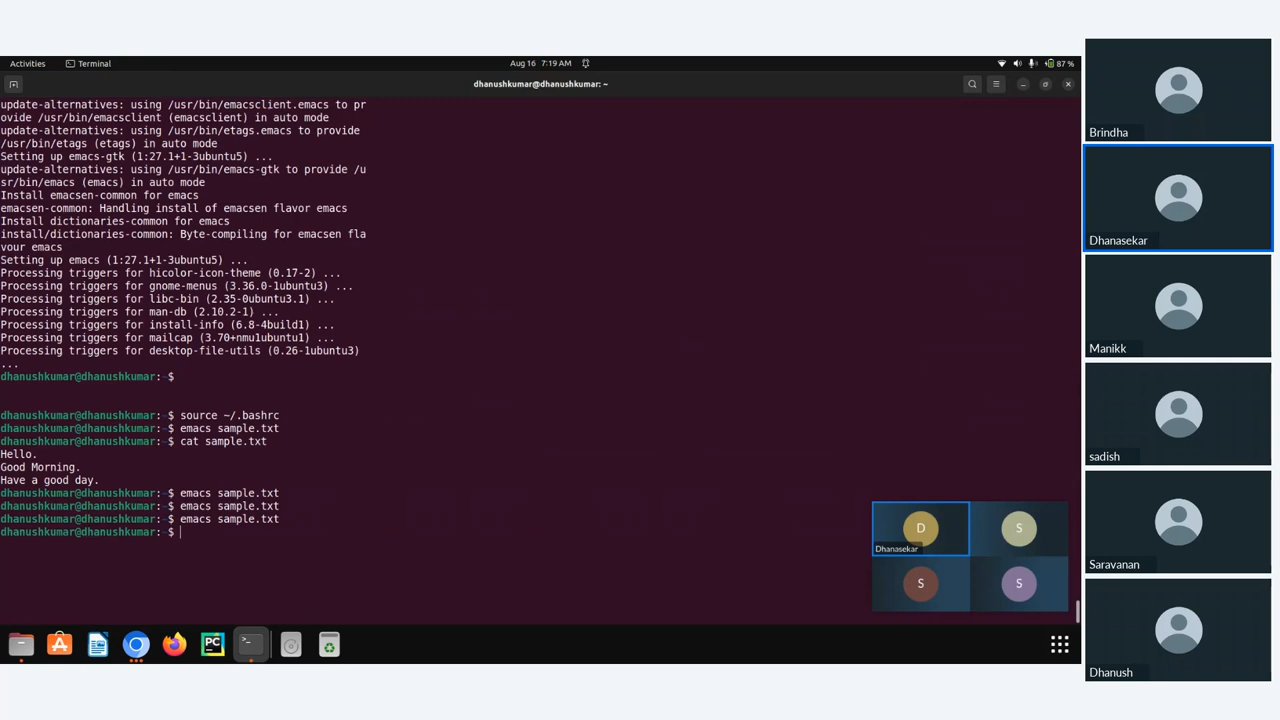 Activities
Terminal
Aug 16 7:19 AM
87 %
dhanushkumar@dhanushkumar: ~
update-alternatives: using /usr/bin/emacsclient.emacs to pr
ovide /usr/bin/emacsclient (emacsclient) in auto mode
update-alternatives: using /usr/bin/etags.emacs to provide
/usr/bin/etags (etags) in auto mode
Setting up emacs-gtk (1:27.1+1-3ubuntu5) ...
update-alternatives: using /usr/bin/emacs-gtk to provide /u
sr/bin/emacs (emacs) in auto mode
Install emacsen-common for emacs
emacsen-common: Handling install of emacsen flavor emacs
Install dictionaries-common for emacs
install/dictionaries-common: Byte-compiling for emacsen fla
vour emacs
Setting up emacs (1:27.1+1-3ubuntu5) ...
Processing triggers for hicolor-icon-theme (0.17-2) ...
Processing triggers for gnome-menus (3.36.0-1ubuntu3) ...
Processing triggers for libc-bin (2.35-0ubuntu3.1) ...
Processing triggers for man-db (2.10.2-1) ...
Processing triggers for install-info (6.8-4build1) ...
Processing triggers for mailcap (3.70+nmu1ubuntu1) ...
Processing triggers for desktop-file-utils (0.26-1ubuntu3)
...
dhanushkumar@dhanushkumar:~$
dhanushkumar@dhanushkumar:~$ source ~/.bashrc
dhanushkumar@dhanushkumar:~$ emacs sample.txt
dhanushkumar@dhanushkumar:~$ cat sample.txt
Hello.
Good Morning.
Have a good day.
dhanushkumar@dhanushkumar:~$ emacs sample.txt
dhanushkumar@dhanushkumar:~$ emacs sample.txt
dhanushkumar@dhanushkumar:~$ emacs sample.txt
dhanushkumar@dhanushkumar:~$
D
S
Dhanasekar
S
S
PC
>_
Brindha
Dhanasekar
Manikk
sadish
Saravanan
Dhanush